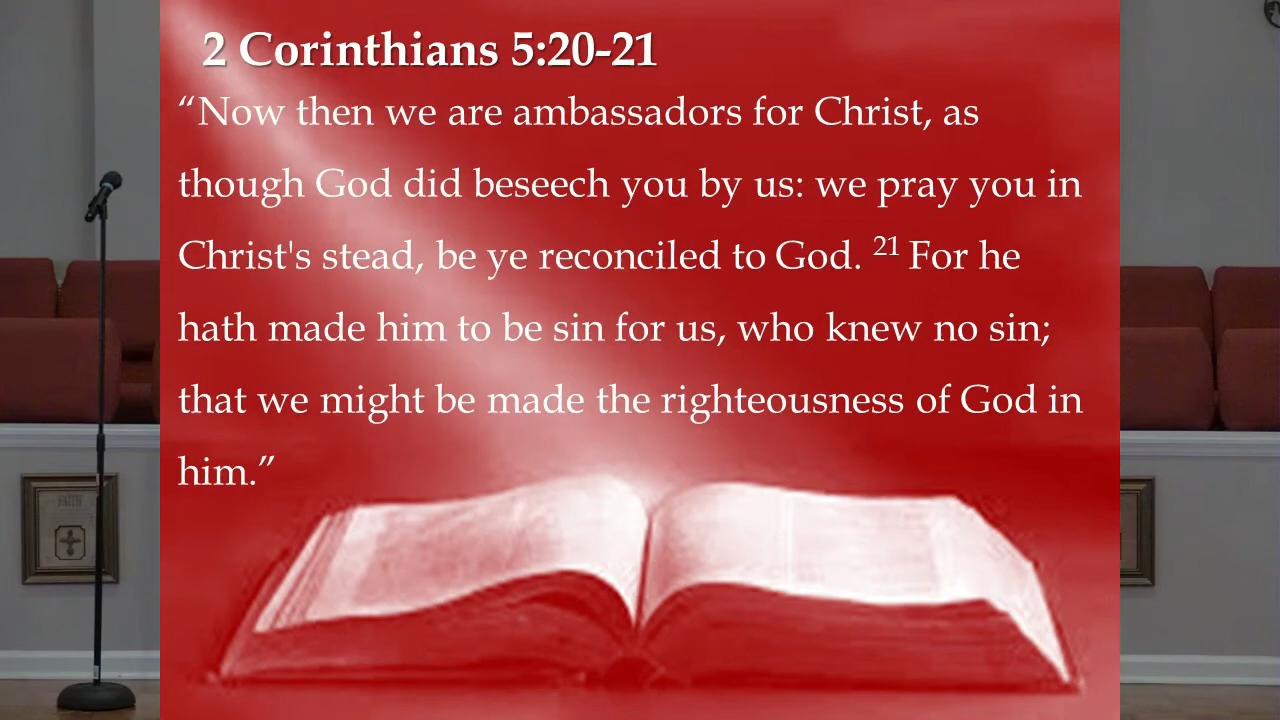 2 Corinthians 5:20-21
“Now then we are ambassadors for Christ, as
though God did beseech you by us: we pray you in
Christ's stead, be ye reconciled to God. 21 For he
hath made him to be sin for us, who knew no sin;
that we might be made the righteousness of God in
him.”
FAITH